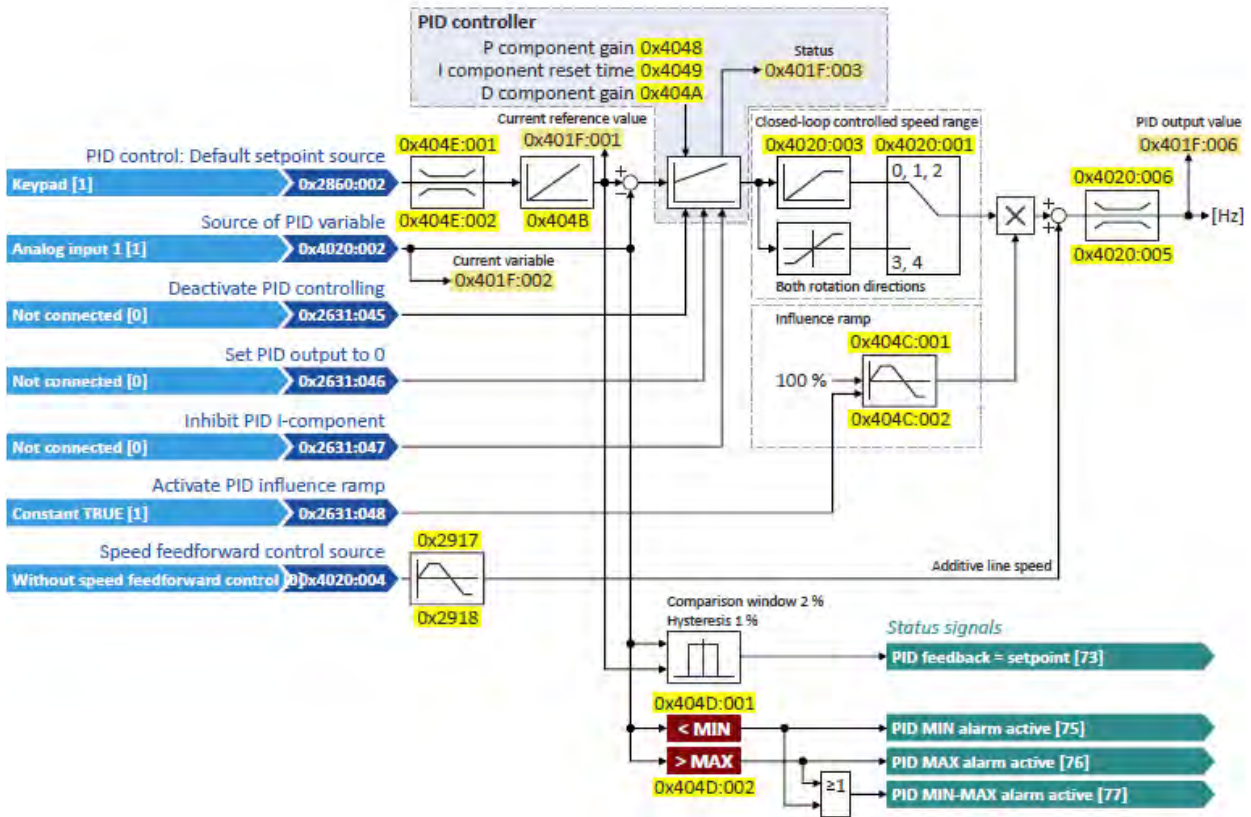 PID controller
P component gain 0x4048
I component reset time 0x4049
D component gain 0x404A
Status
0x401F:003
Current reference value
0x401F:001
Closed-loop controlled speed range
0x4020:003 0x4020:001
PID output value
0x401F:006
PID control: Default setpoint source
Keypad [1] 0x2860:002
0x404E:001
0x404E:002
0x404B
+
−
0, 1, 2
3, 4
Both rotation directions
X
+
+
0x4020:006
0x4020:005
[Hz]
Source of PID variable
Analog input 1 [1] 0x4020:002
Current variable
0x401F:002
Deactivate PID controlling
Not connected [0] 0x2631:045
Influence ramp
0x404C:001
100 %
0x404C:002
Set PID output to 0
Not connected [0] 0x2631:046
Inhibit PID I-component
Not connected [0] 0x2631:047
Activate PID influence ramp
Constant TRUE [1] 0x2631:048
Speed feedforward control source
Without speed feedforward control [0] 0x4020:004
0x2917
0x2918
Additive line speed
Comparison window 2 %
Hysteresis 1 %
Status signals
PID feedback = setpoint [73]
0x404D:001
< MIN
PID MIN alarm active [75]
> MAX
PID MAX alarm active [76]
0x404D:002
≥1
PID MIN-MAX alarm active [77]